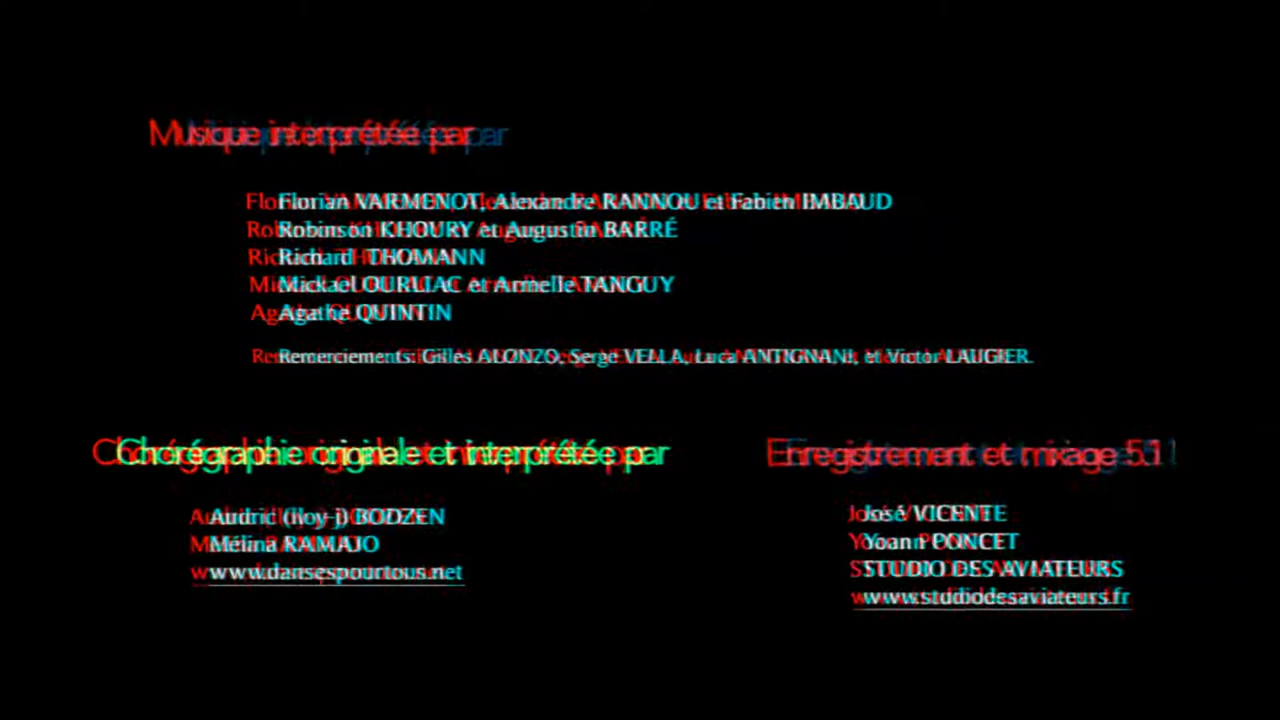 Musique interprétée par
Florian VARMENOT, Alexandre RANNOU et Fabien IMBAUD
Robinson KHOURY et Augustin BARRÉ
Richard THOMANN
Mickael OURLIAC et Armelle TANGUY
Agathe QUINTIN
Remerciements: Gilles ALONZO, Serge VELLA, Luca ANTIGNANI, et Victor LAUGIER.
Chorégraphie originale et interprétée par
Audric (lloy-j) BODZEN
Mélina RAMAJO
www.dansespourtous.net
Enregistrement et mixage 5.1
José VICENTE
Yoann PONCET
STUDIO DES AVIATEURS
www.studiodesaviateurs.fr